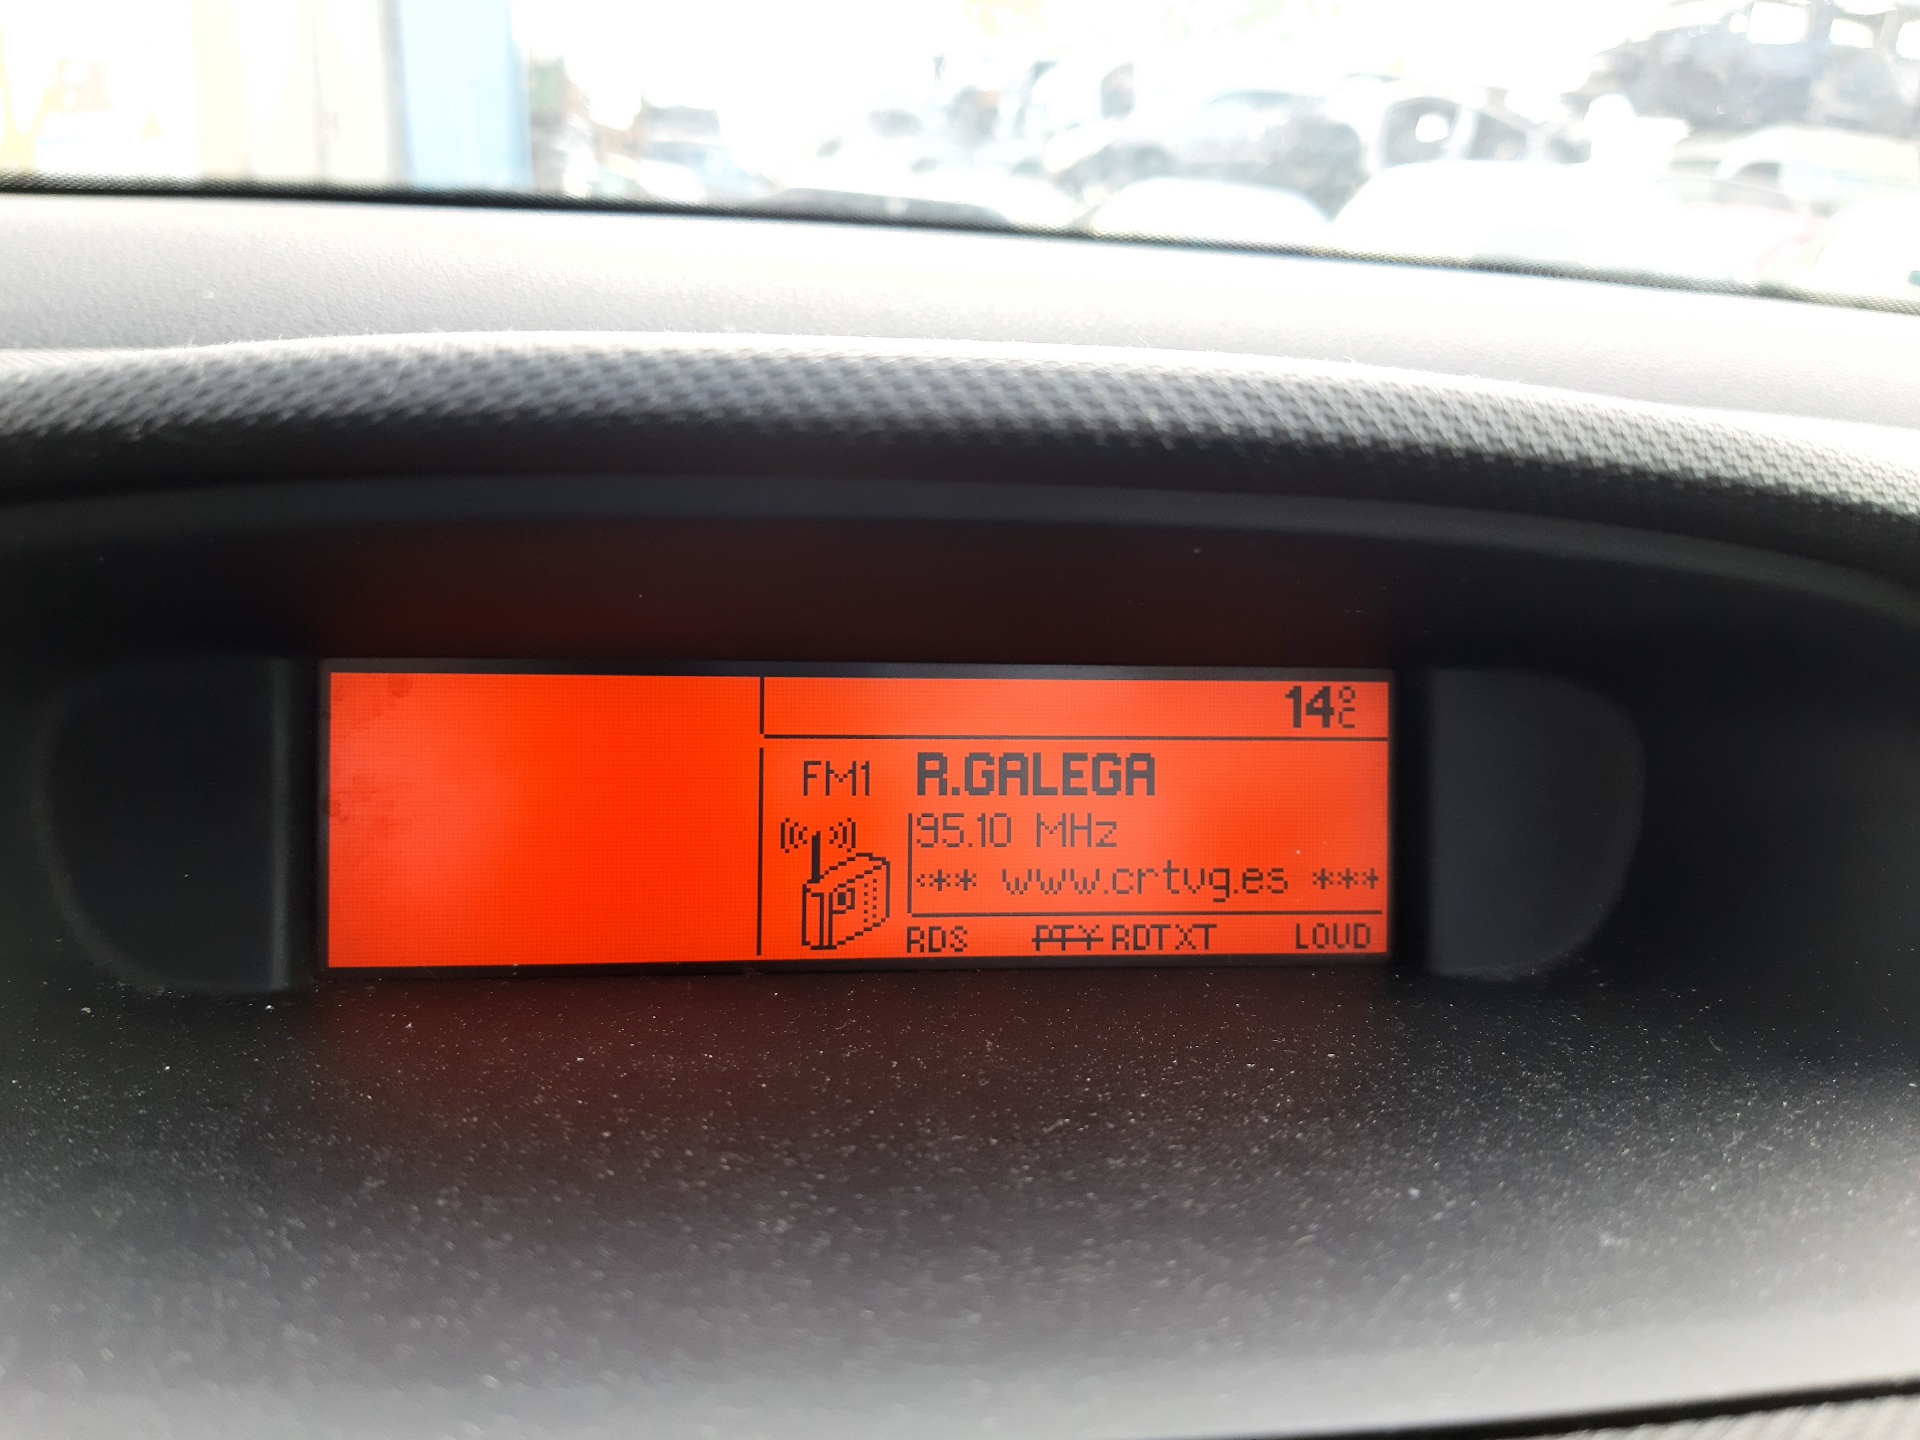 14°C
FM1 R.GALEGA
95.10 MHz
*** www.crtvg.es ***
RDS PTY RDTXT LOUD